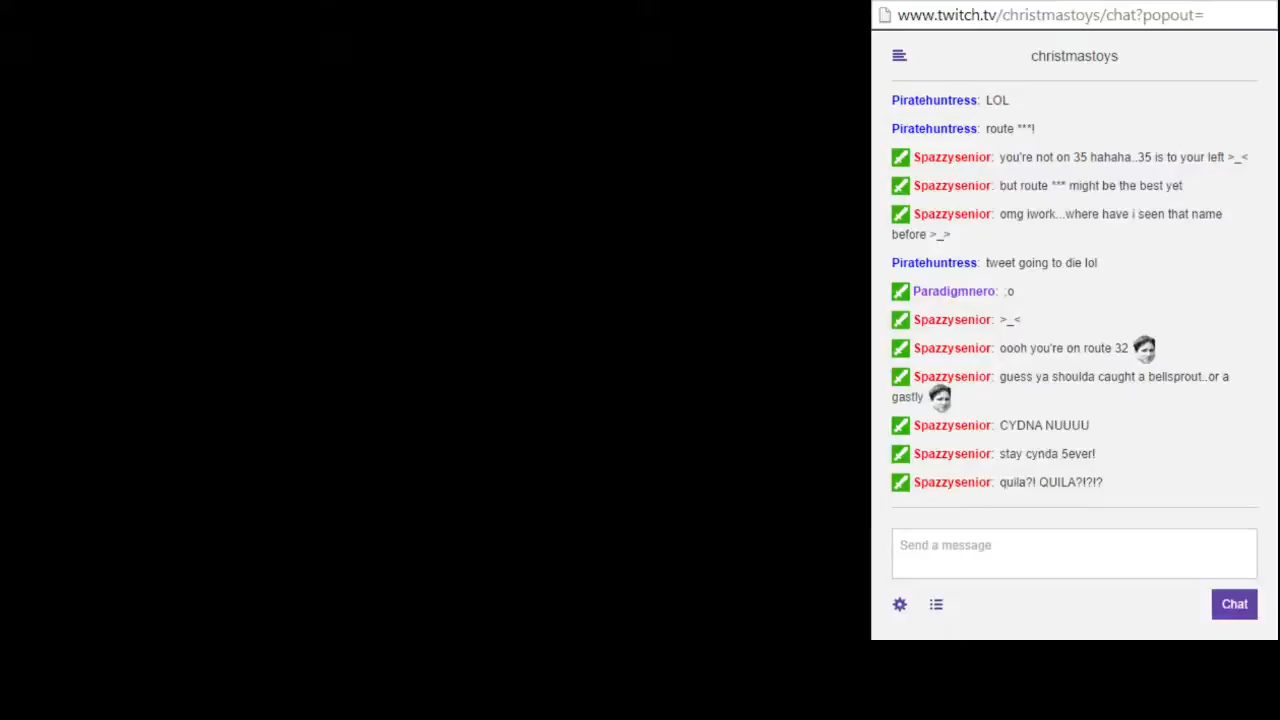 www.twitch.tv/christmastoys/chat?popout=
christmastoys
Piratehuntress: LOL
Piratehuntress: route ***!
Spazzysenior: you're not on 35 hahaha..35 is to your left >_<
Spazzysenior: but route *** might be the best yet
Spazzysenior: omg iwork...where have i seen that name
before >_>
Piratehuntress: tweet going to die lol
Paradigmnero: ;o
Spazzysenior: >_<
Spazzysenior: oooh you're on route 32
Spazzysenior: guess ya shoulda caught a bellsprout..or a
gastly
Spazzysenior: CYDNA NUUUU
Spazzysenior: stay cynda 5ever!
Spazzysenior: quila?! QUILA?!?!?
Send a message
Chat